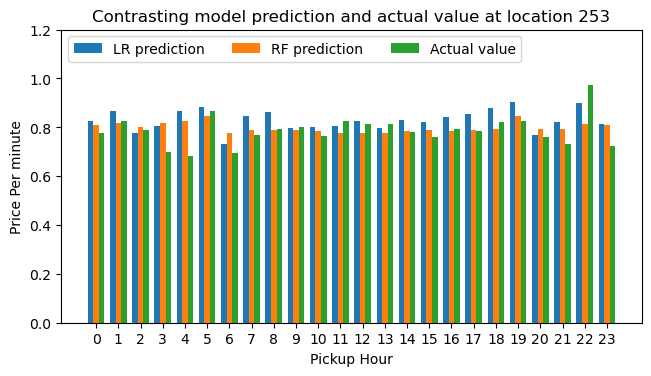 Contrasting model prediction and actual value at location 253
LR prediction RF prediction Actual value
Price Per minute
1.2
1.0
0.8
0.6
0.4
0.2
0.0
0 1 2 3 4 5 6 7 8 9 10 11 12 13 14 15 16 17 18 19 20 21 22 23
Pickup Hour